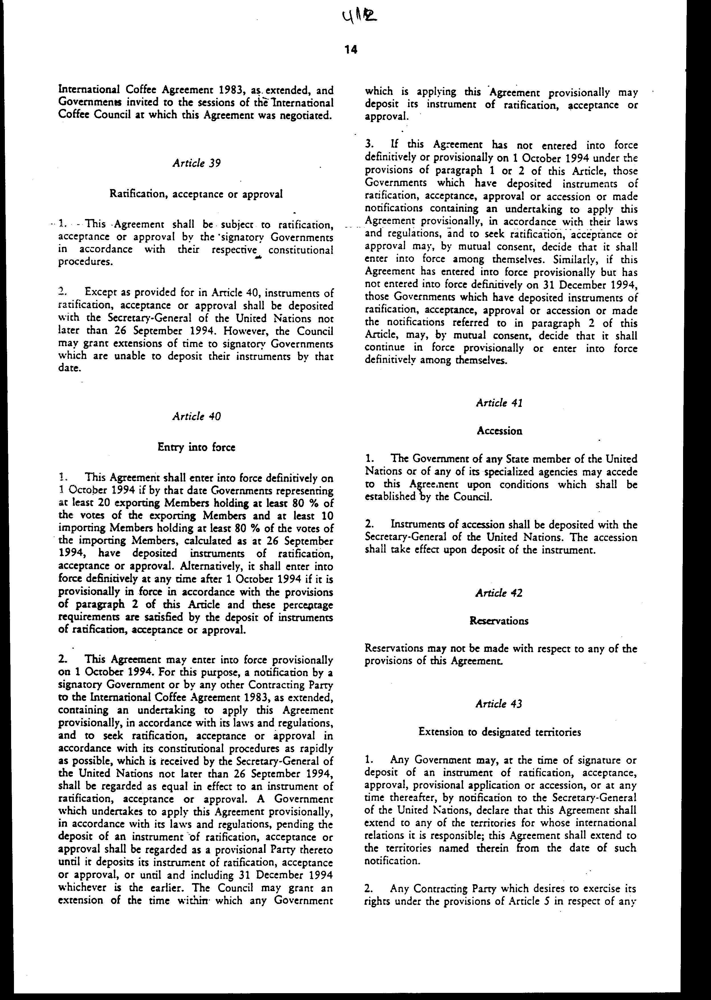 14
International Coffee Agreement 1983, as extended, and
Governments invited to the sessions of the International
Coffee Council at which this Agreement was negotiated.
Article 39
Ratification, acceptance or approval
1. This Agreement shall be subject to ratification,
acceptance or approval by the signatory Governments
in accordance with their respective constitutional
procedures.
2. Except as provided for in Article 40, instruments of
ratification, acceptance or approval shall be deposited
with the Secretary-General of the United Nations not
later than 26 September 1994. However, the Council
may grant extensions of time to signatory Governments
which are unable to deposit their instruments by that
date.
Article 40
Entry into force
1. This Agreement shall enter into force definitively on
1 October 1994 if by that date Governments representing
at least 20 exporting Members holding at least 80 % of
the votes of the exporting Members and at least 10
importing Members holding at least 80 % of the votes of
the importing Members, calculated as at 26 September
1994, have deposited instruments of ratification,
acceptance or approval. Alternatively, it shall enter into
force definitively at any time after 1 October 1994 if it is
provisionally in force in accordance with the provisions
of paragraph 2 of this Article and these percentage
requirements are satisfied by the deposit of instruments
of ratification, acceptance or approval.
2. This Agreement may enter into force provisionally
on 1 October 1994. For this purpose, a notification by a
signatory Government or by any other Contracting Party
to the International Coffee Agreement 1983, as extended,
containing an undertaking to apply this Agreement
provisionally, in accordance with its laws and regulations,
and to seek ratification, acceptance or approval in
accordance with its constitutional procedures as rapidly
as possible, which is received by the Secretary-General of
the United Nations not later than 26 September 1994,
shall be regarded as equal in effect to an instrument of
ratification, acceptance or approval. A Government
which undertakes to apply this Agreement provisionally,
in accordance with its laws and regulations, pending the
deposit of an instrument of ratification, acceptance or
approval shall be regarded as a provisional Party thereto
until it deposits its instrument of ratification, acceptance
or approval, or until and including 31 December 1994
whichever is the earlier. The Council may grant an
extension of the time within which any Government
which is applying this Agreement provisionally may
deposit its instrument of ratification, acceptance or
approval.
3. If this Agreement has not entered into force
definitively or provisionally on 1 October 1994 under the
provisions of paragraph 1 or 2 of this Article, those
Governments which have deposited instruments of
ratification, acceptance, approval or accession or made
notifications containing an undertaking to apply this
Agreement provisionally, in accordance with their laws
and regulations, and to seek ratification, acceptance or
approval may, by mutual consent, decide that it shall
enter into force among themselves. Similarly, if this
Agreement has entered into force provisionally but has
not entered into force definitively on 31 December 1994,
those Governments which have deposited instruments of
ratification, acceptance, approval or accession or made
the notifications referred to in paragraph 2 of this
Article, may, by mutual consent, decide that it shall
continue in force provisionally or enter into force
definitively among themselves.
Article 41
Accession
1. The Government of any State member of the United
Nations or of any of its specialized agencies may accede
to this Agreement upon conditions which shall be
established by the Council.
2. Instruments of accession shall be deposited with the
Secretary-General of the United Nations. The accession
shall take effect upon deposit of the instrument.
Article 42
Reservations
Reservations may not be made with respect to any of the
provisions of this Agreement.
Article 43
Extension to designated territories
1. Any Government may, at the time of signature or
deposit of an instrument of ratification, acceptance,
approval, provisional application or accession, or at any
time thereafter, by notification to the Secretary-General
of the United Nations, declare that this Agreement shall
extend to any of the territories for whose international
relations it is responsible; this Agreement shall extend to
the territories named therein from the date of such
notification.
2. Any Contracting Party which desires to exercise its
rights under the provisions of Article 5 in respect of any